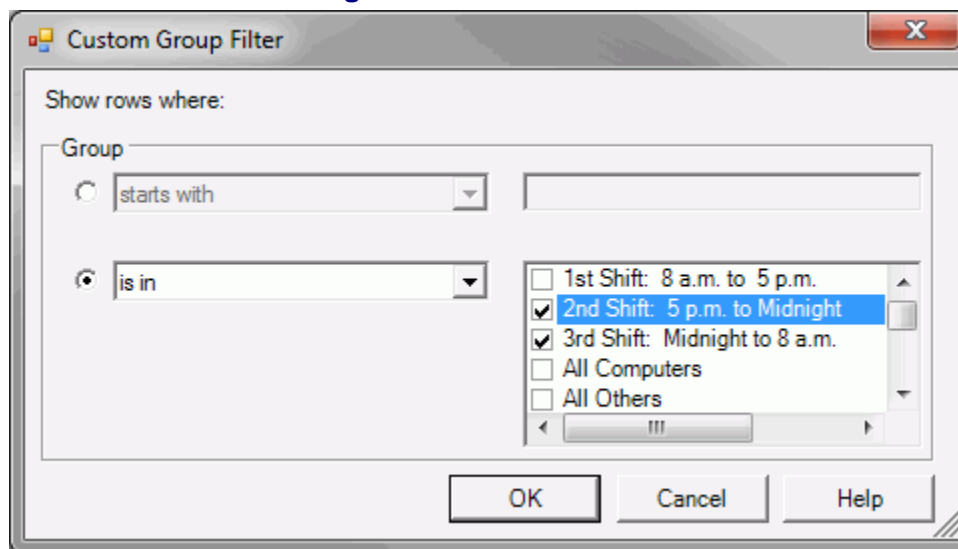 Custom Group Filter
Show rows where:
Group
starts with
is in
1st Shift:  8 a.m. to  5 p.m.
2nd Shift:  5 p.m. to Midnight
3rd Shift:  Midnight to 8 a.m.
All Computers
All Others
OK Cancel Help